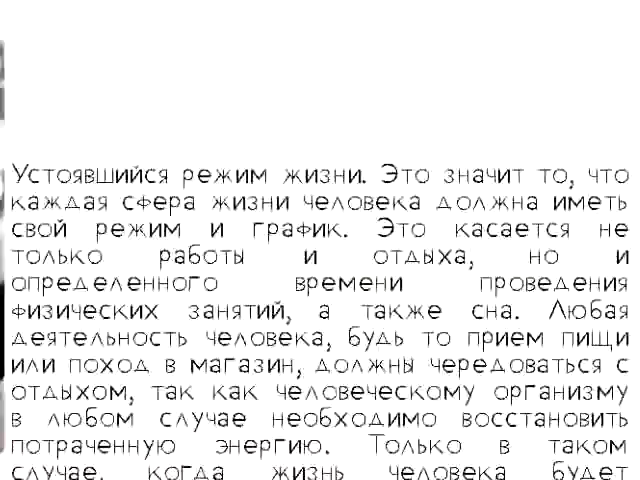 Устоявшийся режим жизни. Это значит то, что
каждая сфера жизни человека должна иметь
свой режим и график. Это касается не
только работы и отдыха, но и
определенного времени проведения
физических занятий, а также сна. Любая
деятельность человека, будь то прием пищи
или поход в магазин, должны чередоваться с
отдыхом, так как человеческому организму
в любом случае необходимо восстановить
потраченную энергию. Только в таком
случае, когда жизнь человека будет